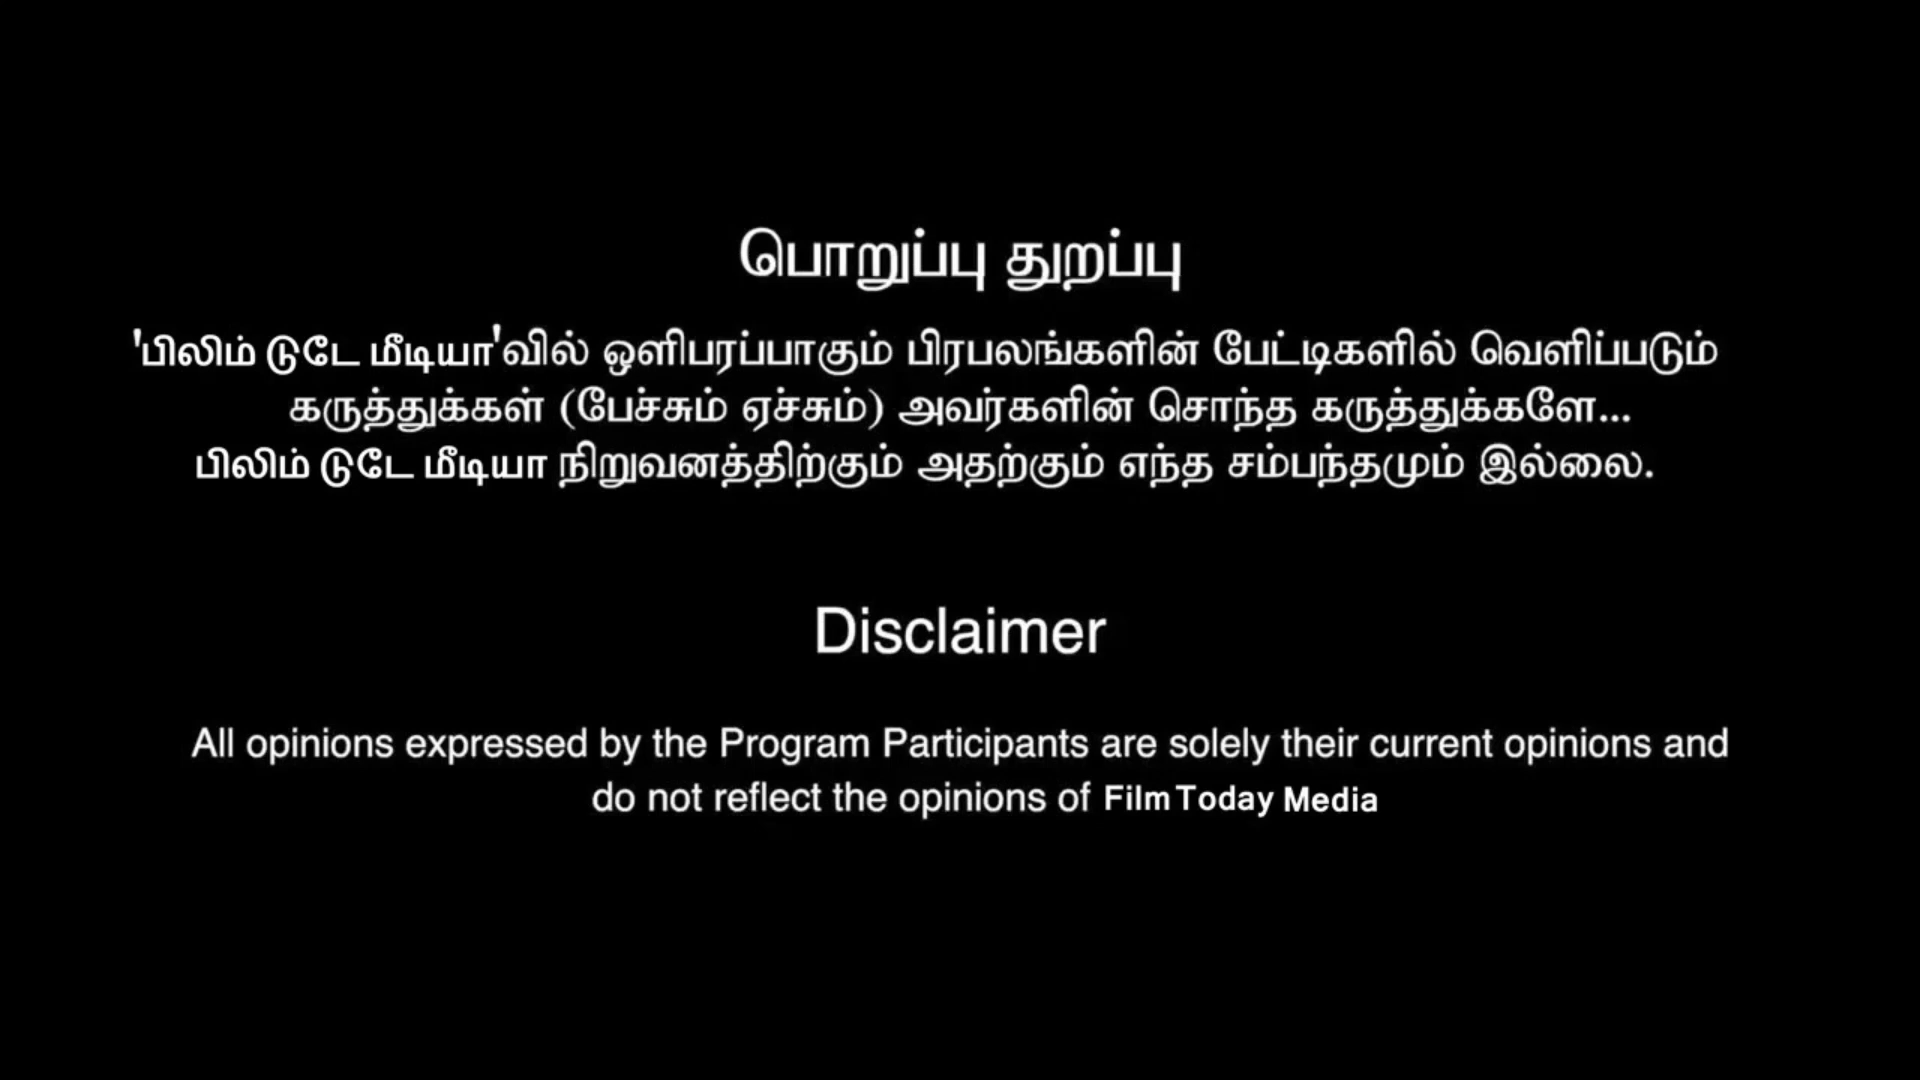 பொறுப்பு துறப்பு
'பிலிம் டுடே மீடியா'வில் ஒளிபரப்பாகும் பிரபலங்களின் பேட்டிகளில் வெளிப்படும்
கருத்துக்கள் (பேச்சும் ஏச்சும்) அவர்களின் சொந்த கருத்துக்களே...
பிலிம் டுடே மீடியா நிறுவனத்திற்கும் அதற்கும் எந்த சம்பந்தமும் இல்லை.
Disclaimer
All opinions expressed by the Program Participants are solely their current opinions and
do not reflect the opinions of Film Today Media